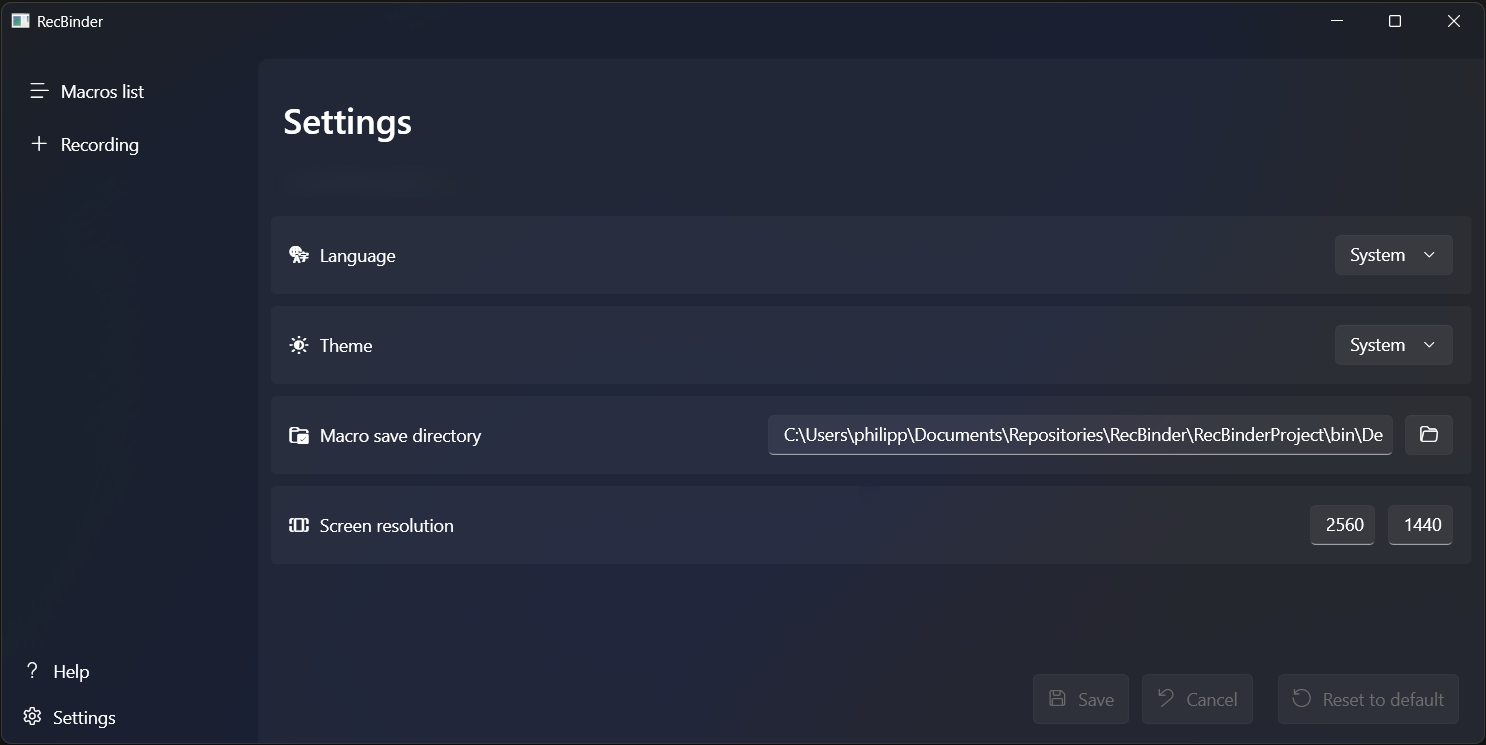 RecBinder
Macros list
Recording
Settings
Language
System
Theme
System
Macro save directory
C:\Users\philipp\Documents\Repositories\RecBinder\RecBinderProject\bin\De
Screen resolution
2560
1440
Help
Settings
Save
Cancel
Reset to default